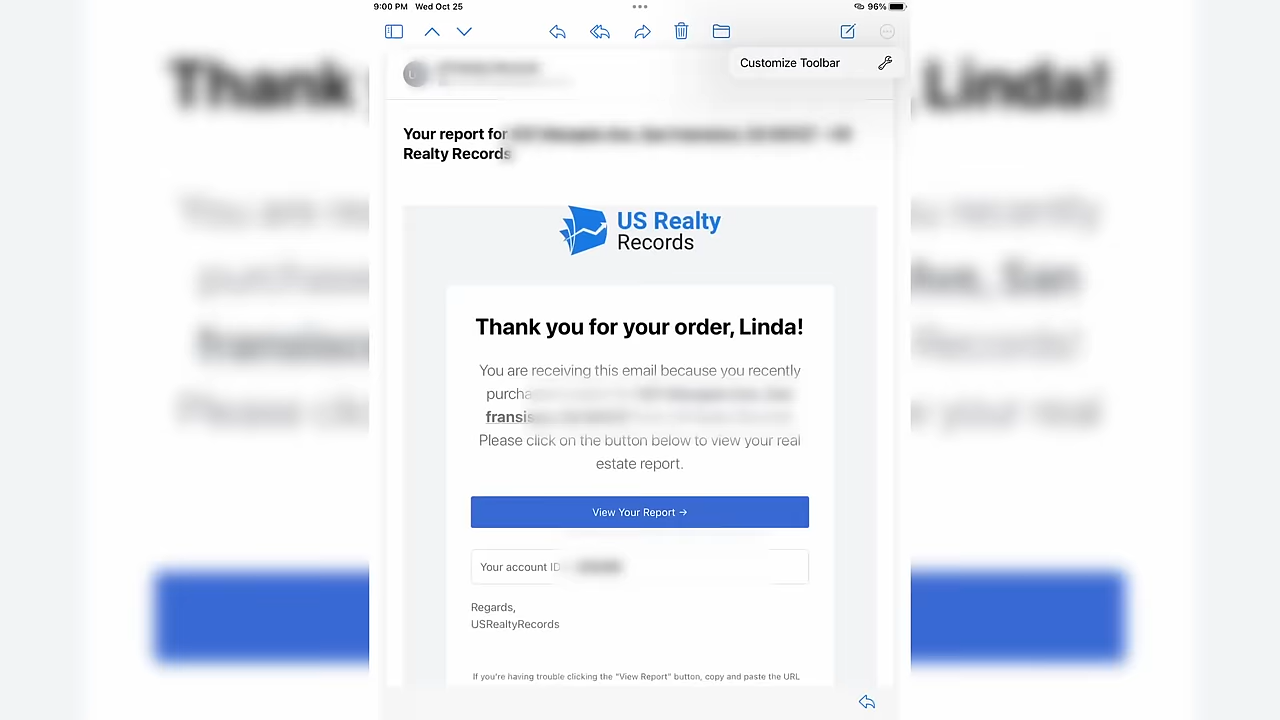 9:00 PM Wed Oct 25
96%
Customize Toolbar
Your report for
Realty Records
US Realty
Records
Thank you for your order, Linda!
You are receiving this email because you recently
Please click on the button below to view your real
estate report.
View Your Report →
Your account ID
Regards,
USRealtyRecords
If you're having trouble clicking the "View Report" button, copy and paste the URL
Thank
, Linda!